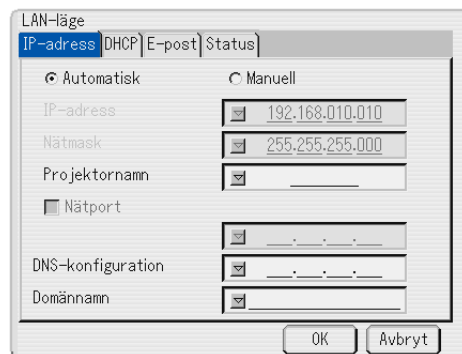 LAN-läge
IP-adress DHCP E-post Status
Automatisk Manuell
IP-adress 192.168.010.010
Nätmask 255.255.255.000
Projektornamn
Nätport
DNS-konfiguration
Domännamn
OK Avbryt